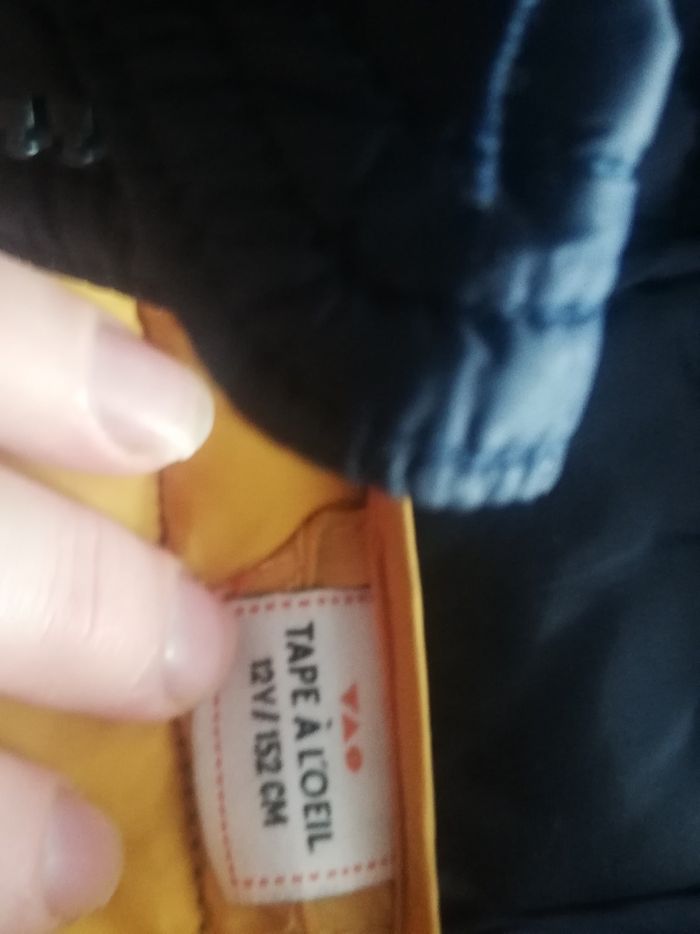 TAPE À L'OEIL
12Y/152 CM